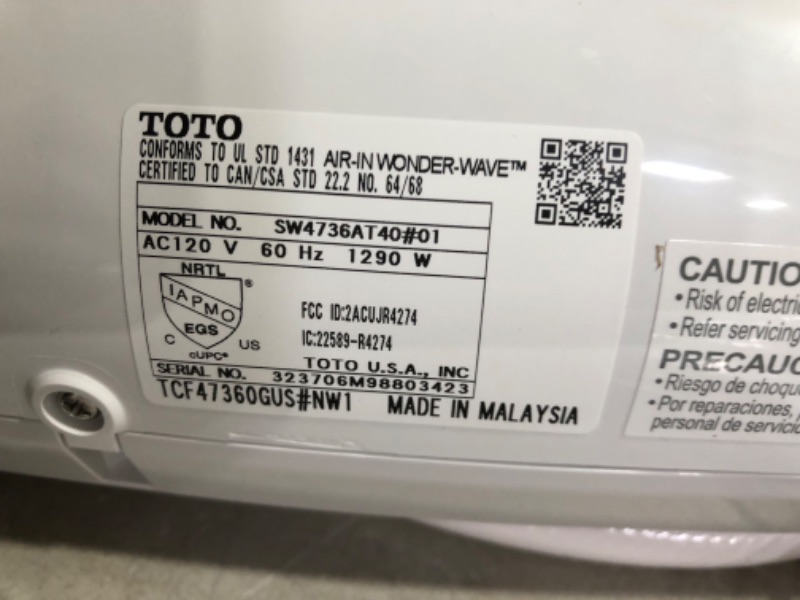 TOTO
CONFORMS TO UL STD 1431 AIR-IN WONDER-WAVE™
CERTIFIED TO CAN/CSA STD 22.2 NO. 64/68
MODEL NO. SW4736AT40#01
AC120 V 60 Hz 1290 W
NRTL
IAPMO
®
EGS
C US
cUPC®
FCC ID:2ACUJR4274
IC:22589-R4274
TOTO U.S.A., INC
SERIAL NO. 323706M98803423
TCF47360GUS#NW1 MADE IN MALAYSIA
CAUTIO
• Risk of electric
• Refer servicing
PRECAUC
• Riesgo de choqu
• Por reparaciones,
personal de servicio